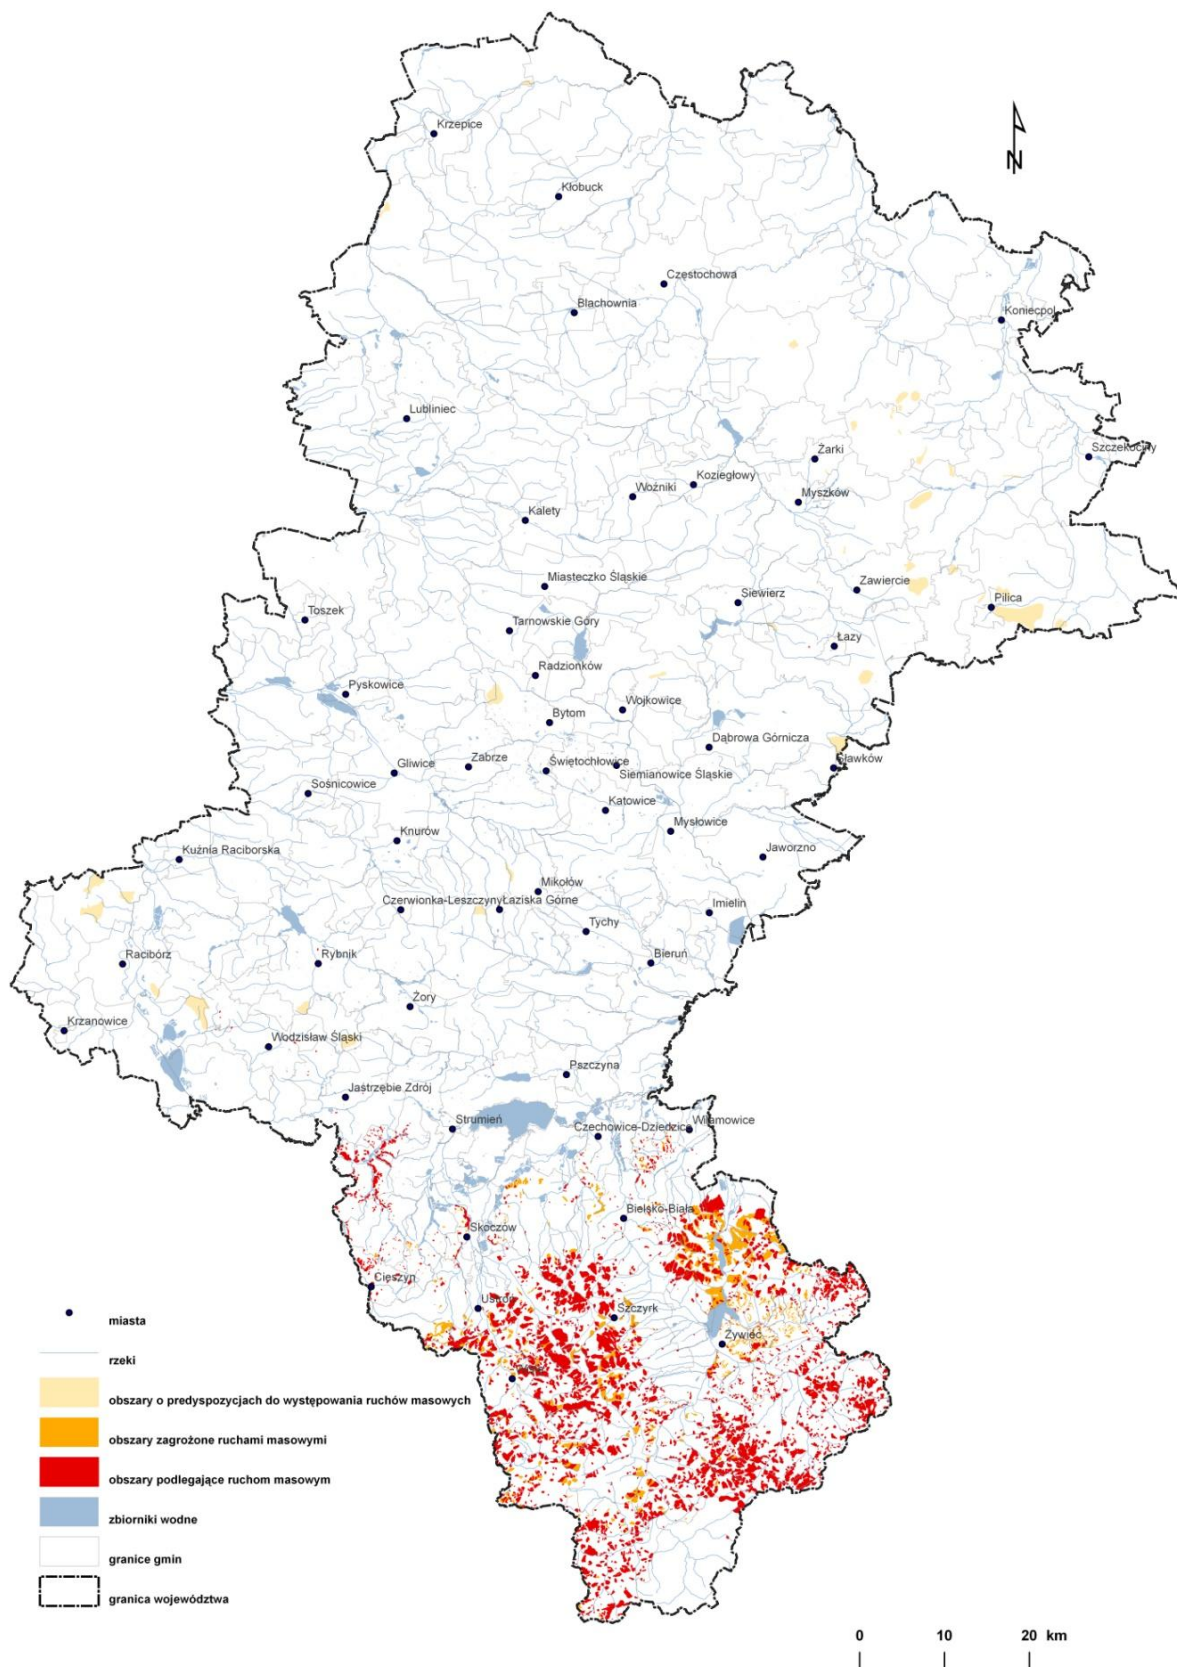 N
Krzepice
Kłobuck
Częstochowa
Blachownia
Koniecpol
Lubliniec
Szczekociny
Żarki
Koziegłowy
Woźniki
Myszków
Kalety
Miasteczko Śląskie
Zawiercie
Siewierz
Pilica
Toszek
Tarnowskie Góry
Łazy
Radzionków
Pyskowice
Wojkowice
Bytom
Dąbrowa Górnicza
Gliwice
Zabrze
Świętochłowice
Siemianowice Śląskie
Sławków
Sośnicowice
Katowice
Mysłowice
Knurów
Kuźnia Raciborska
Jaworzno
Mikołów
Czerwionka-Leszczyny
Łaziska Górne
Imielin
Tychy
Racibórz
Rybnik
Bieruń
Żory
Krzanowice
Wodzisław Śląski
Pszczyna
Jastrzębie Zdrój
Strumień
Wilamowice
Czechowice-Dziedzice
Bielsko-Biała
Skoczów
Cieszyn
Ustroń
Szczyrk
Żywiec
miasta
rzeki
obszary o predyspozycjach do występowania ruchów masowych
obszary zagrożone ruchami masowymi
obszary podlegające ruchom masowym
zbiorniki wodne
granice gmin
granica województwa
0 10 20 km